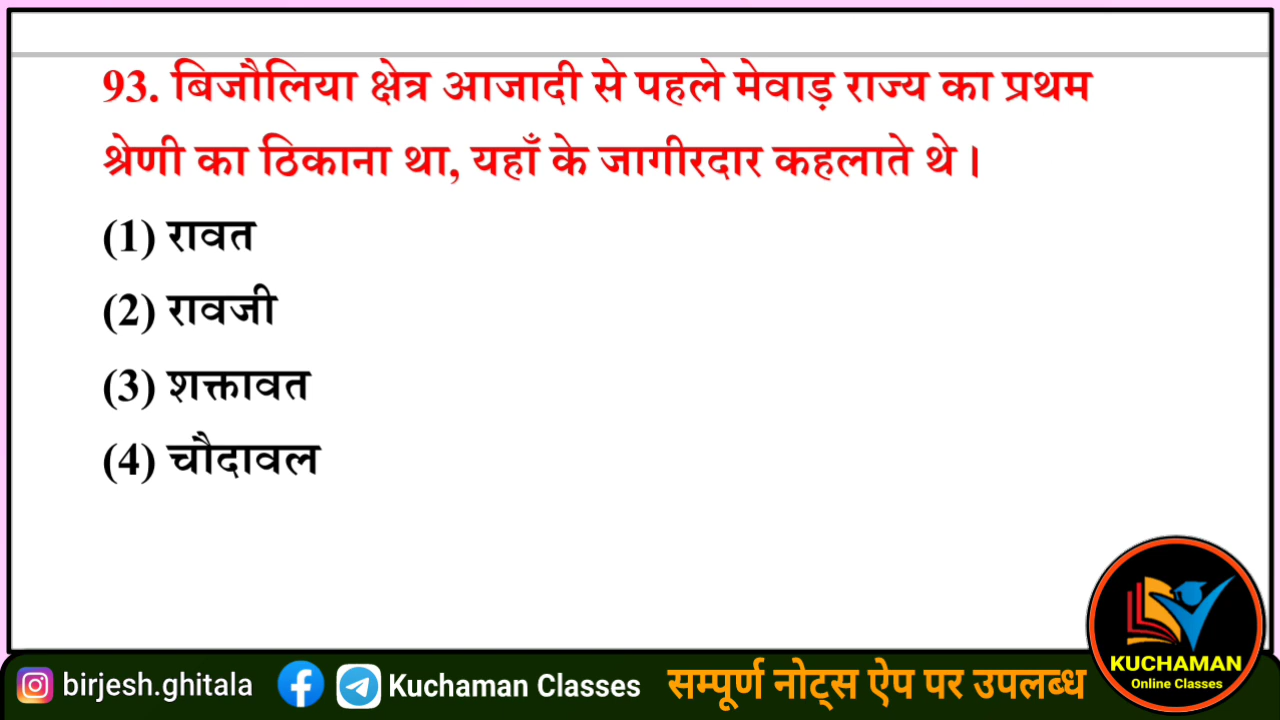 93. बिजौलिया क्षेत्र आजादी से पहले मेवाड़ राज्य का प्रथम
श्रेणी का ठिकाना था, यहाँ के जागीरदार कहलाते थे।
(1) रावत
(2) रावजी
(3) शक्तावत
(4) चौदावल
birjesh.ghitala
Kuchaman Classes
सम्पूर्ण नोट्स ऐप पर उपलब्ध
KUCHAMAN
Online Classes